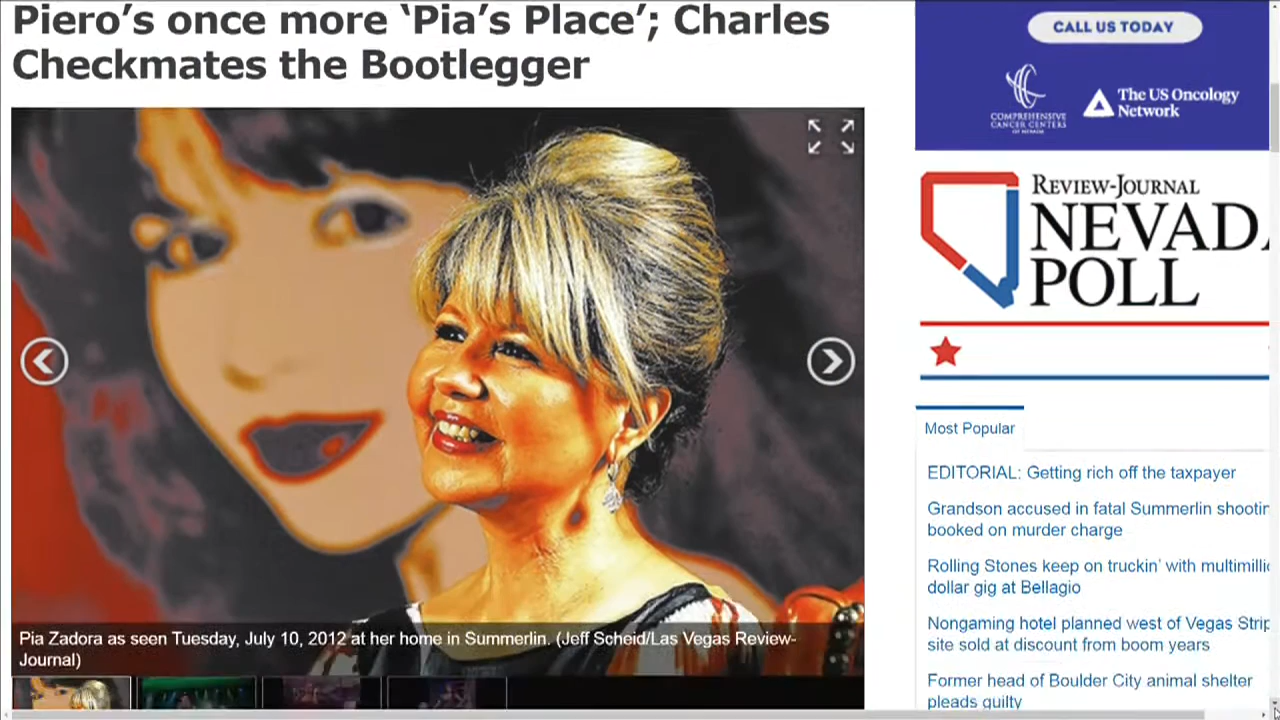 Piero’s once more ‘Pia’s Place’; Charles
Checkmates the Bootlegger
Pia Zadora as seen Tuesday, July 10, 2012 at her home in Summerlin. (Jeff Scheid/Las Vegas Review-
Journal)
CALL US TODAY
COMPREHENSIVE
CANCER CENTERS
OF NEVADA
The US Oncology
Network
REVIEW-JOURNAL
NEVADA
POLL
Most Popular
EDITORIAL: Getting rich off the taxpayer
Grandson accused in fatal Summerlin shootin
booked on murder charge
Rolling Stones keep on truckin’ with multimillio
dollar gig at Bellagio
Nongaming hotel planned west of Vegas Strip
site sold at discount from boom years
Former head of Boulder City animal shelter
pleads guilty